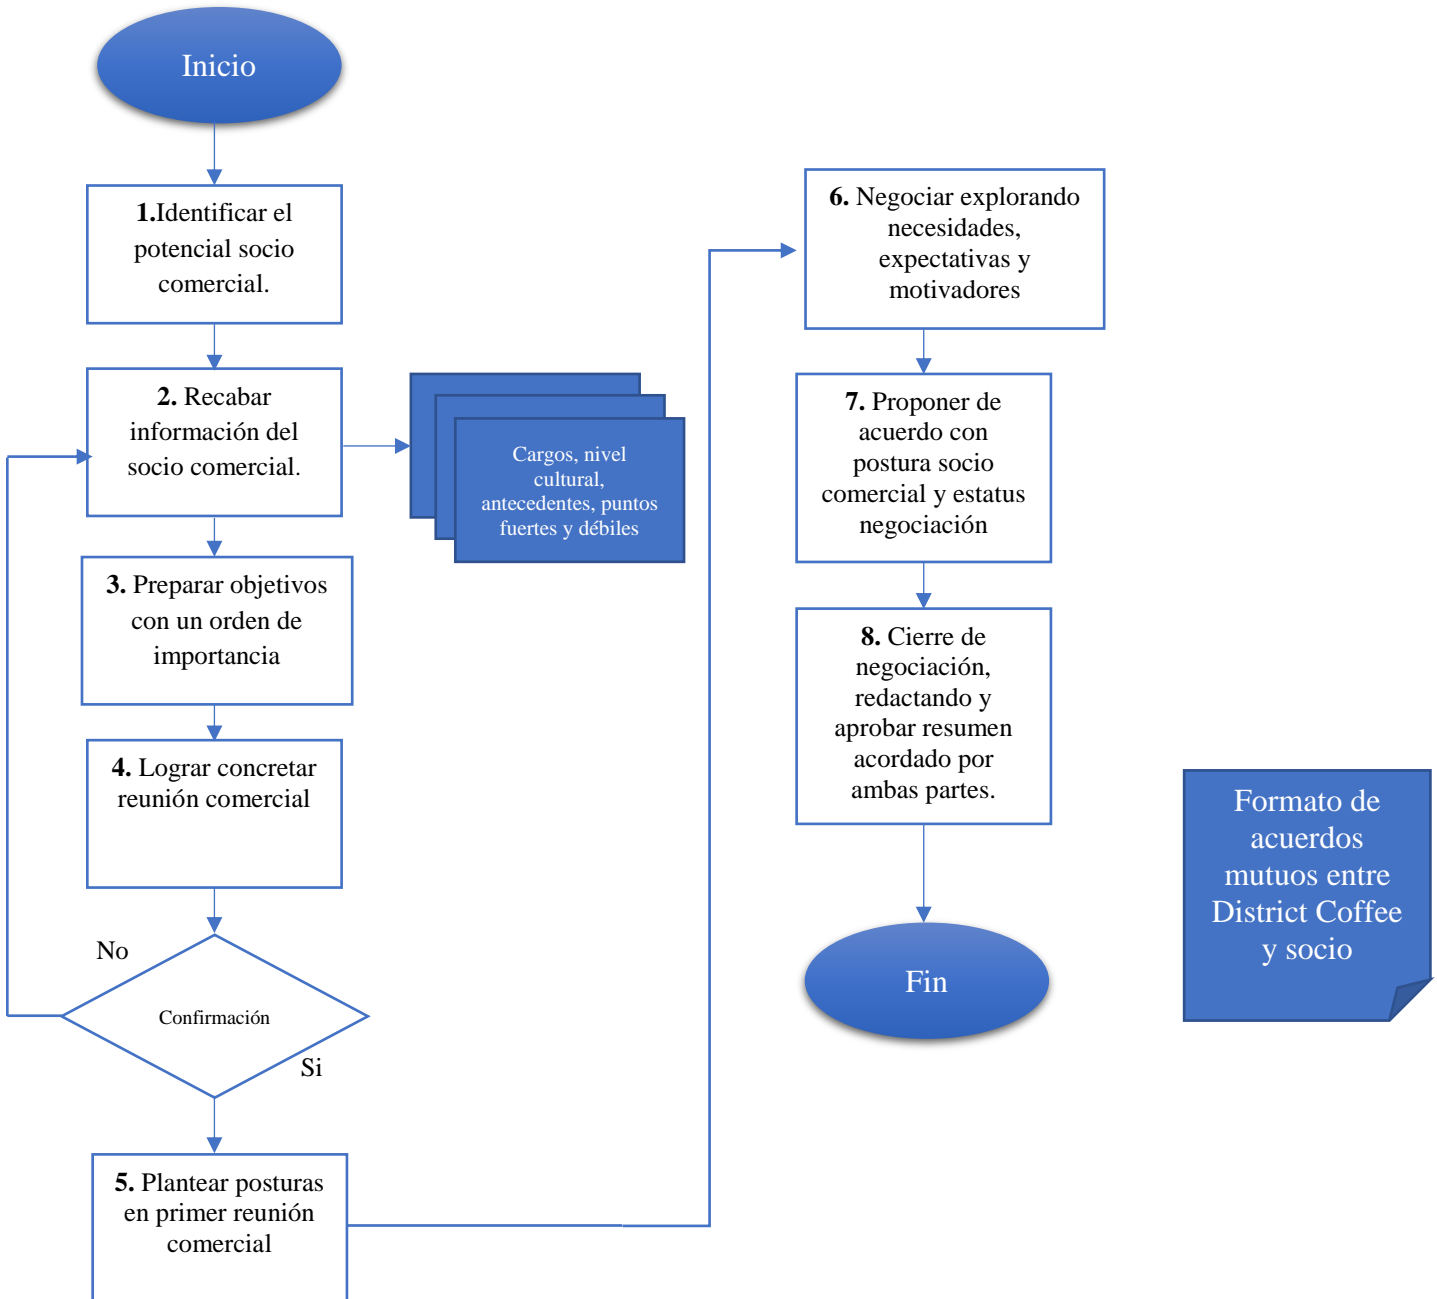 Inicio
1.Identificar el
potencial socio
comercial.
2. Recabar
información del
socio comercial.
Cargos, nivel
cultural,
antecedentes, puntos
fuertes y débiles
3. Preparar objetivos
con un orden de
importancia
4. Lograr concretar
reunión comercial
No
Confirmación
Si
5. Plantear posturas
en primer reunión
comercial
6. Negociar explorando
necesidades,
expectativas y
motivadores
7. Proponer de
acuerdo con
postura socio
comercial y estatus
negociación
8. Cierre de
negociación,
redactando y
aprobar resumen
acordado por
ambas partes.
Fin
Formato de
acuerdos
mutuos entre
District Coffee
y socio